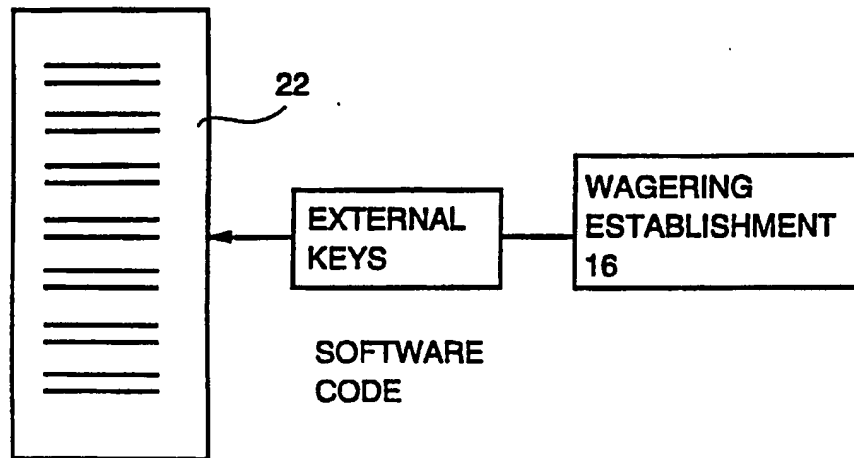 22
EXTERNAL
KEYS
WAGERING
ESTABLISHMENT
16
SOFTWARE
CODE